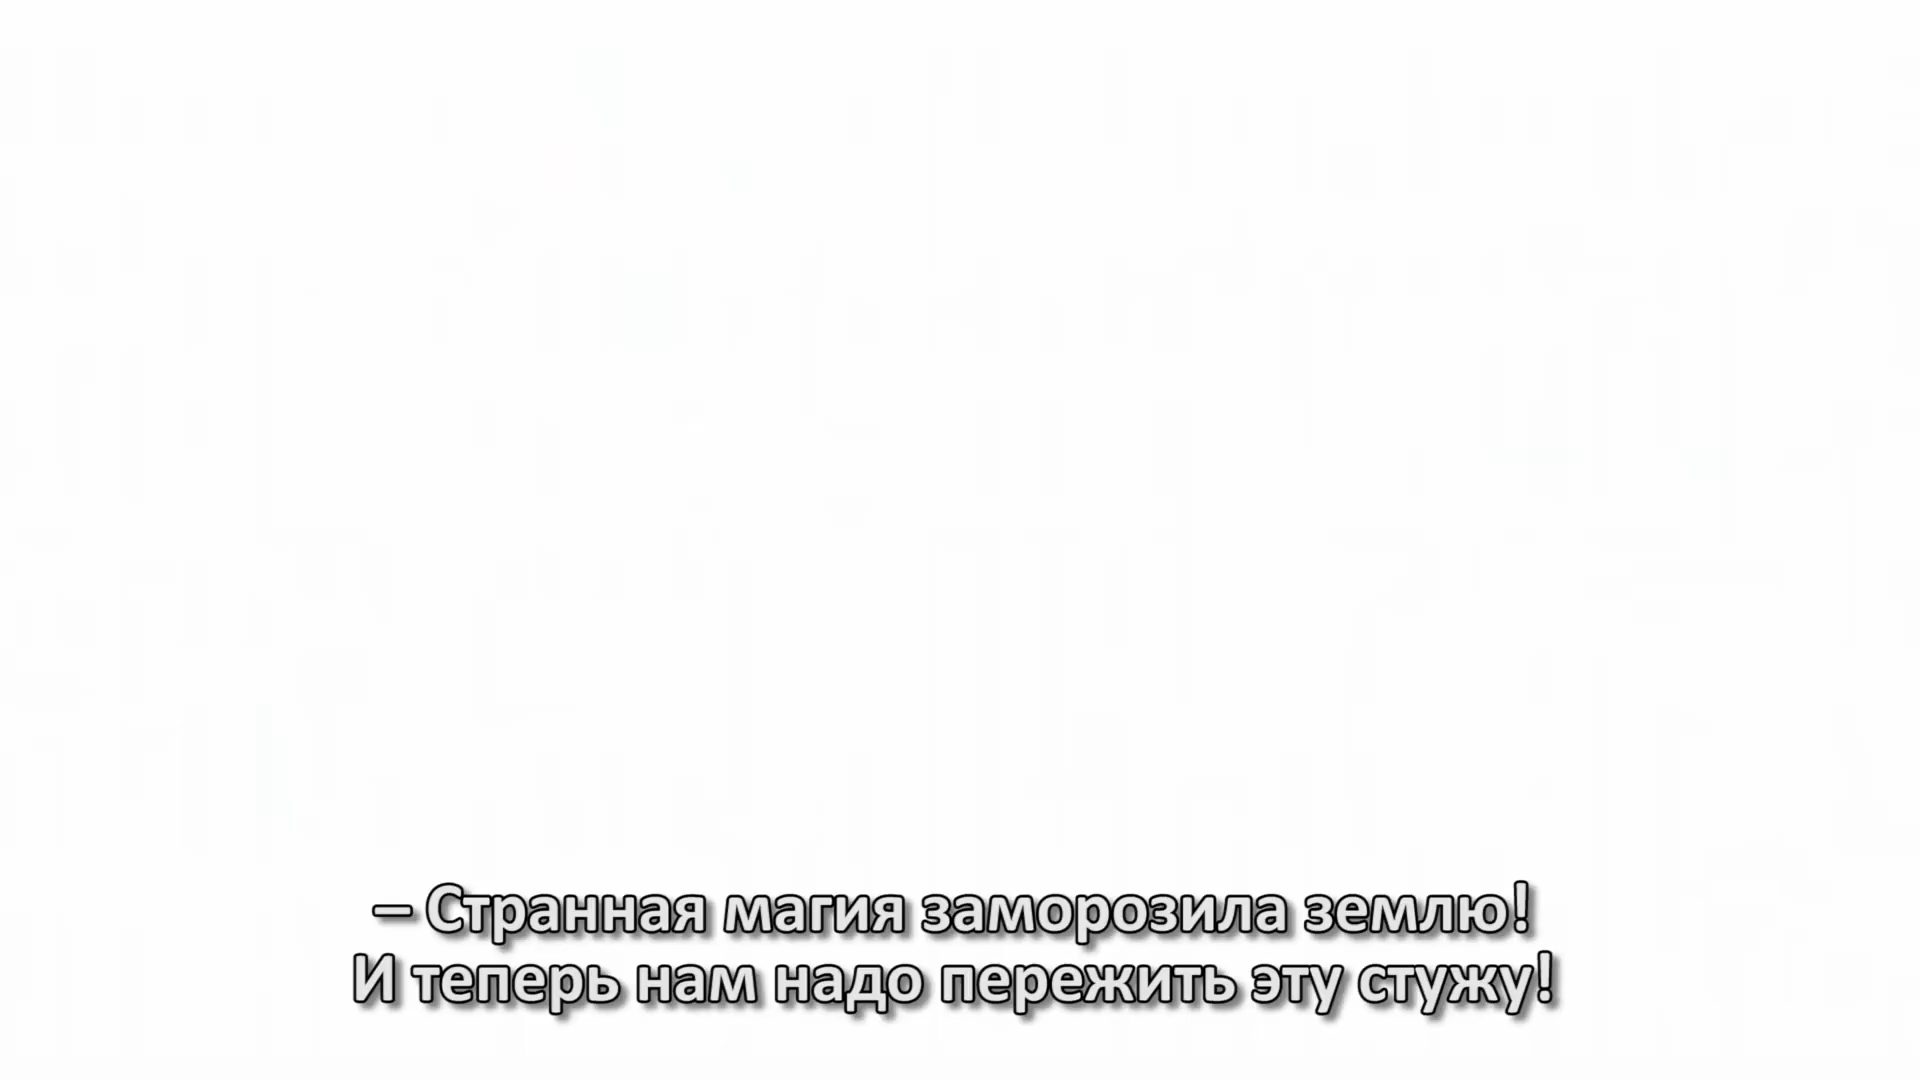 – Странная магия заморозила землю!
И теперь нам надо пережить эту стужу!